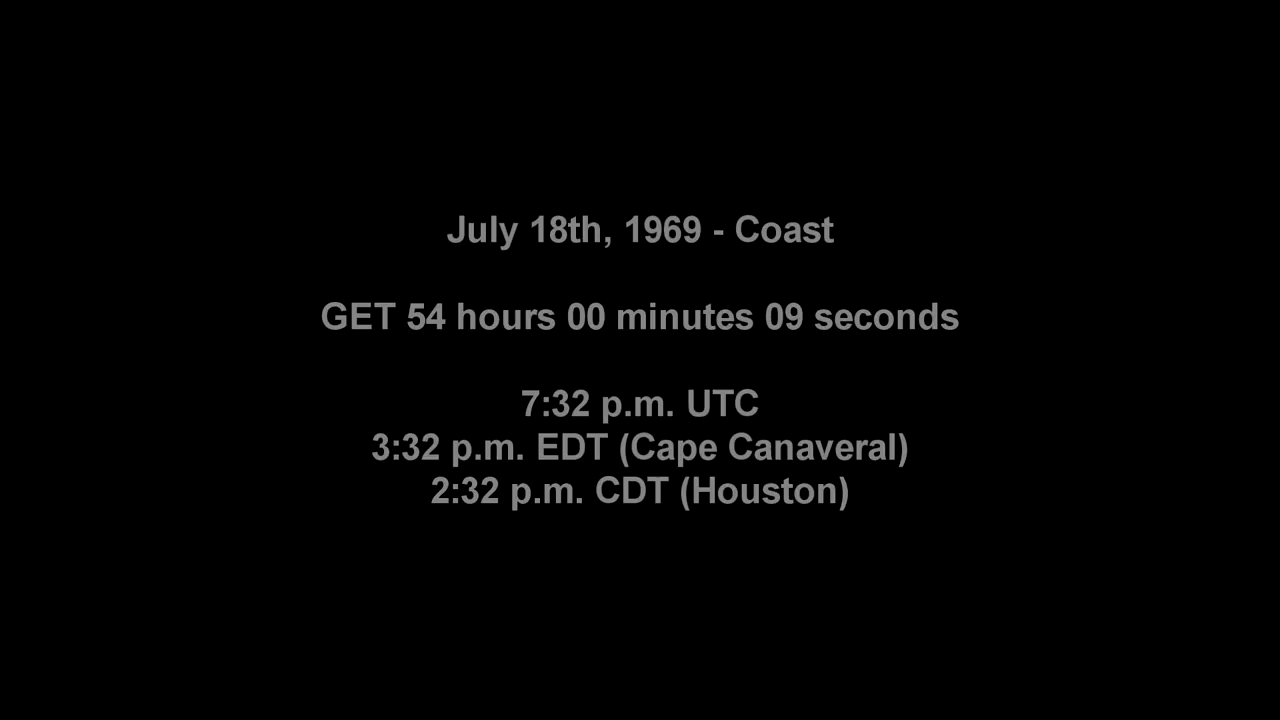 July 18th, 1969 - Coast
GET 54 hours 00 minutes 09 seconds
7:32 p.m. UTC
3:32 p.m. EDT (Cape Canaveral)
2:32 p.m. CDT (Houston)